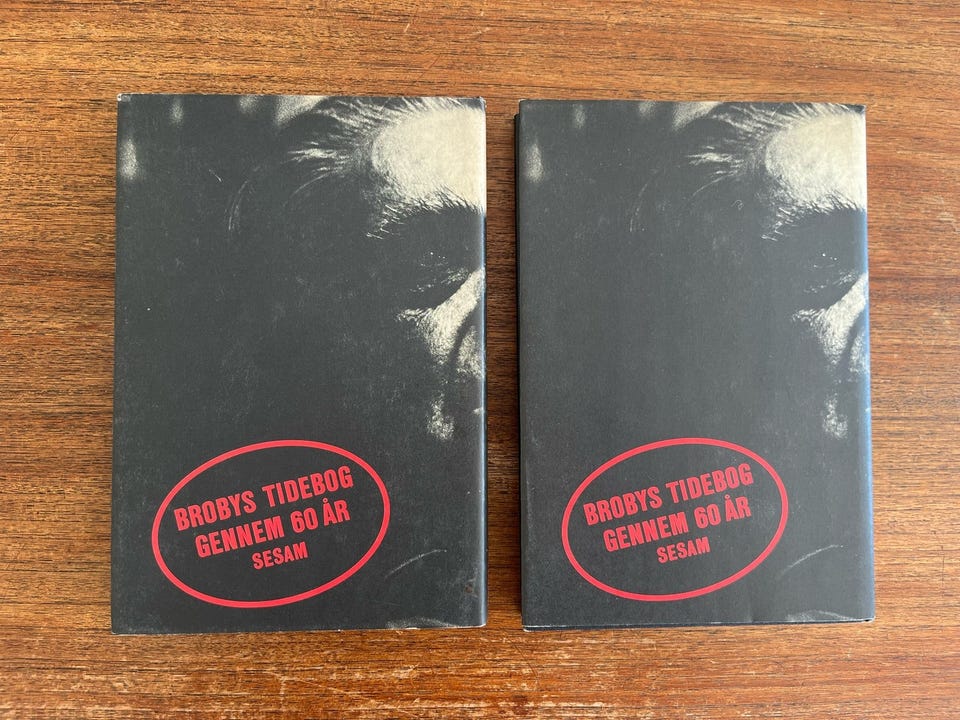 BROBYS TIDEBOG
GENNEM 60 ÅR
SESAM
BROBYS TIDEBOG
GENNEM 60 ÅR
SESAM